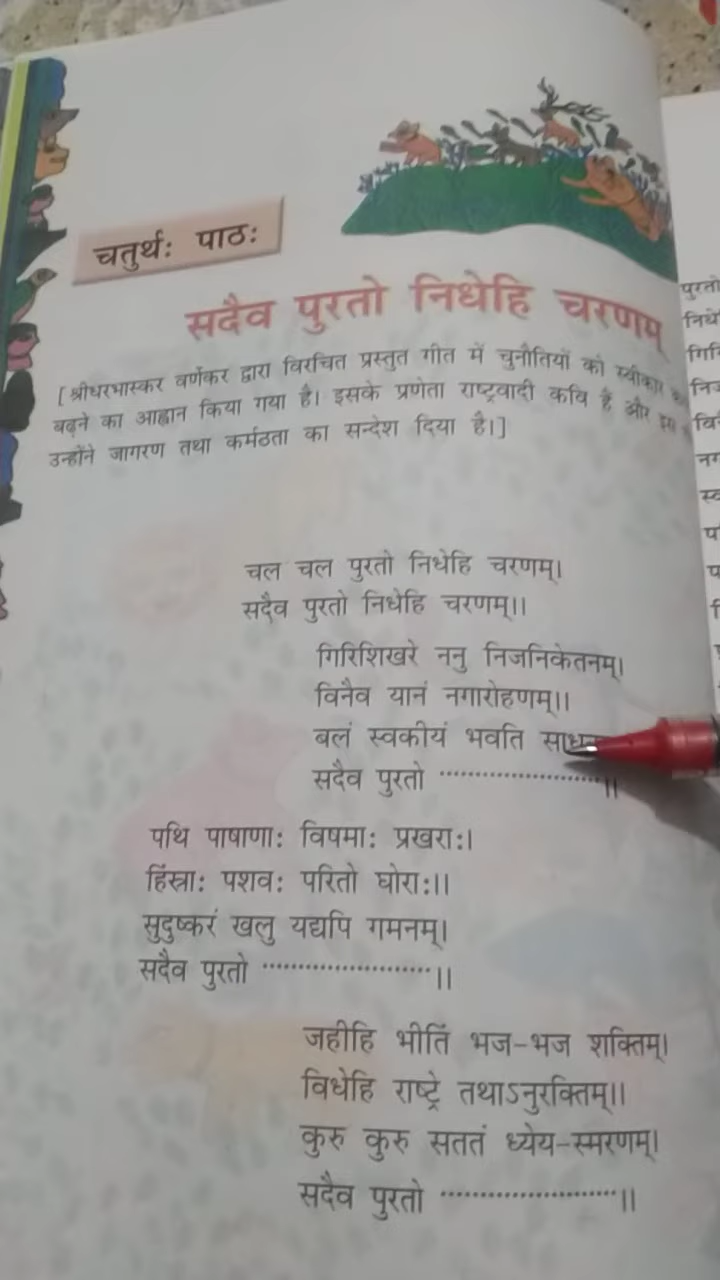 चतुर्थः पाठः
सदैव पुरतो निधेहि चरणम्
[श्रीधरभास्कर वर्णेकर द्वारा विरचित प्रस्तुत गीत में चुनौतियों को स्वीकार
बढ़ने का आह्वान किया गया है। इसके प्रणेता राष्ट्रवादी कवि हैं और इस
उन्होंने जागरण तथा कर्मठता का सन्देश दिया है।]
चल चल पुरतो निधेहि चरणम्।
सदैव पुरतो निधेहि चरणम्।।
गिरिशिखरे ननु निजनिकेतनम्।
विनैव यानं नगारोहणम्।।
बलं स्वकीयं भवति
सदैव पुरतो ........................।।
पथि पाषाणाः विषमाः प्रखराः।
हिंस्राः पशवः परितो घोराः।।
सुदुष्करं खलु यद्यपि गमनम्।
सदैव पुरतो ........................।।
जहीहि भीतिं भज-भज शक्तिम्।
विधेहि राष्ट्रे तथाऽनुरक्तिम्।।
कुरु कुरु सततं ध्येय-स्मरणम्।
सदैव पुरतो ........................।।
पुरतो